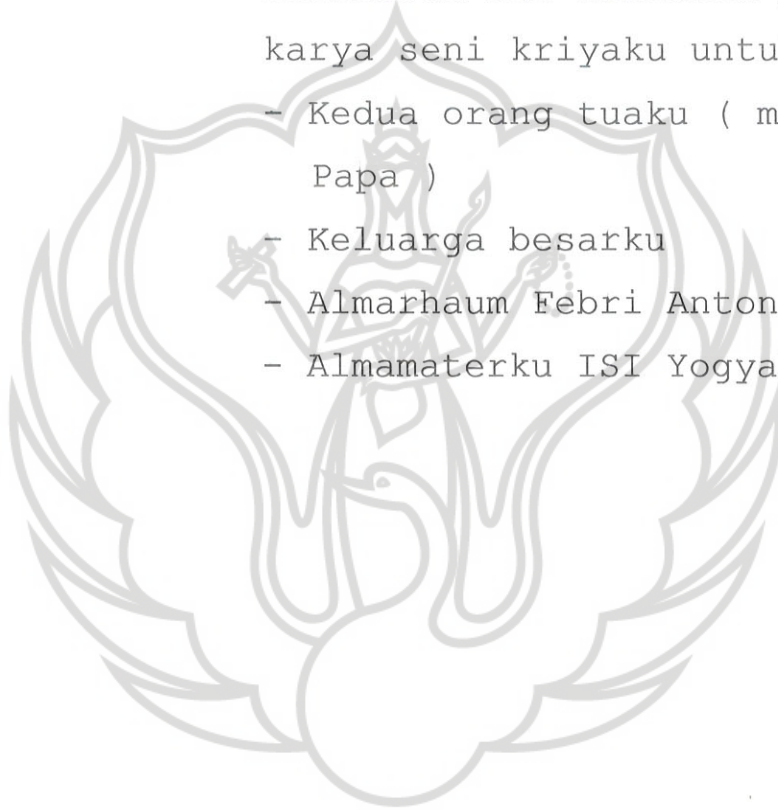 karya seni kriyaku untu
- Kedua orang tuaku ( m
Papa )
- Keluarga besarku
- Almarhaum Febri Anton
- Almamaterku ISI Yogya